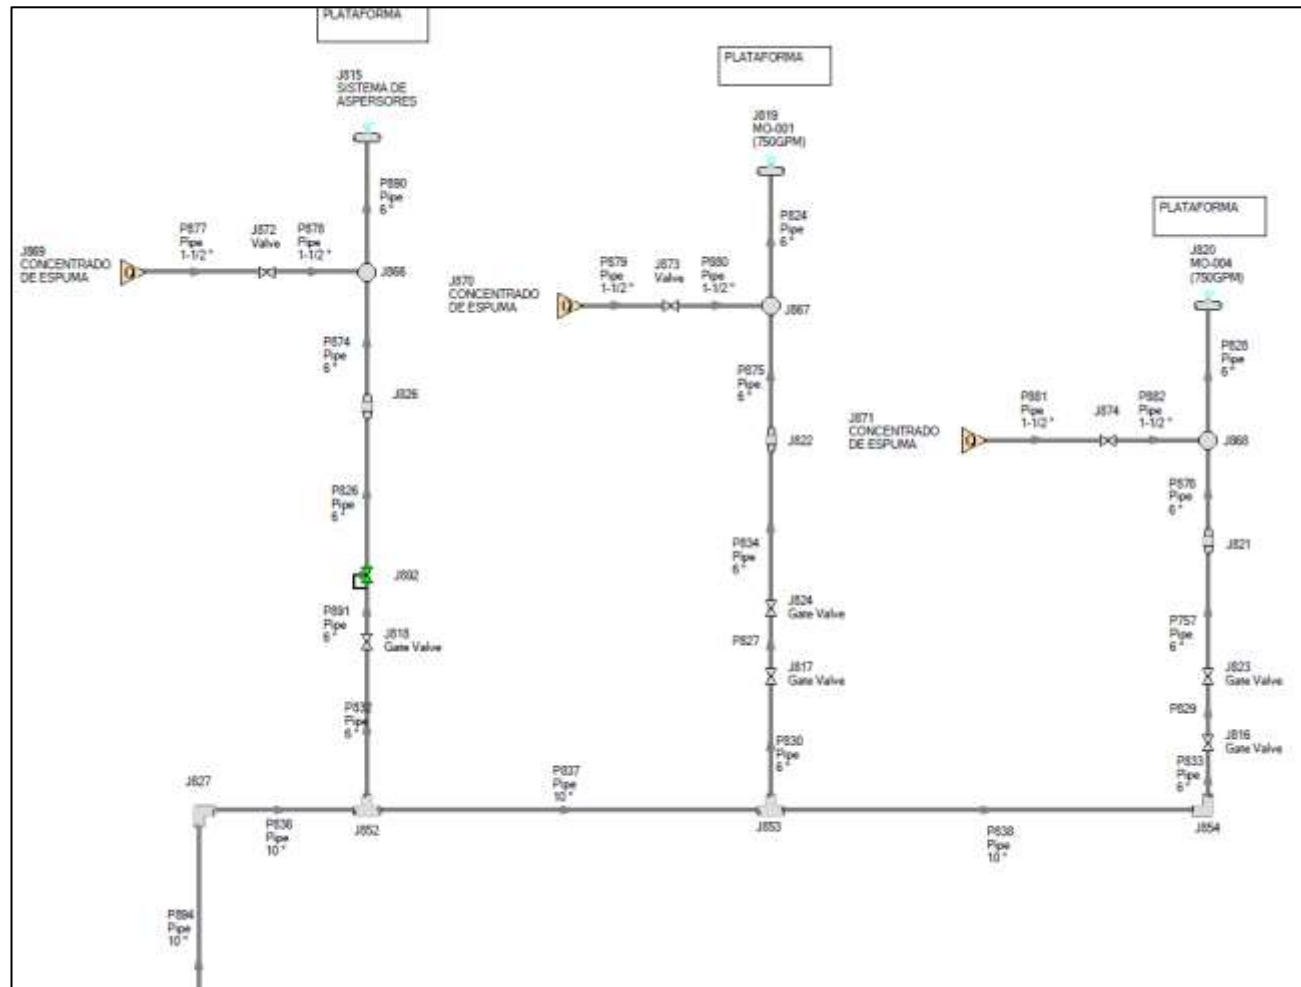 PLATAFORMA
J815
SISTEMA DE
ASPERSORES
P890
Pipe
6 "
P877
Pipe
1-1/2 "
J872
Valve
P878
Pipe
1-1/2 "
J869
CONCENTRADO
DE ESPUMA
J866
P874
Pipe
6 "
J826
P826
Pipe
6 "
J892
P891
Pipe
6 "
J818
Gate Valve
P832
Pipe
6 "
J827
P836
Pipe
10 "
J852
P894
Pipe
10 "
PLATAFORMA
J819
MO-001
(750GPM)
P824
Pipe
6 "
P879
Pipe
1-1/2 "
J873
Valve
P880
Pipe
1-1/2 "
J870
CONCENTRADO
DE ESPUMA
J867
P875
Pipe
6 "
J822
P834
Pipe
6 "
J824
Gate Valve
P827
J817
Gate Valve
P830
Pipe
6 "
P837
Pipe
10 "
J853
PLATAFORMA
J820
MO-004
(750GPM)
P828
Pipe
6 "
P881
Pipe
1-1/2 "
J874
P882
Pipe
1-1/2 "
J871
CONCENTRADO
DE ESPUMA
J868
P876
Pipe
6 "
J821
P757
Pipe
6 "
J823
Gate Valve
P829
J816
Gate Valve
P833
Pipe
6 "
P838
Pipe
10 "
J854